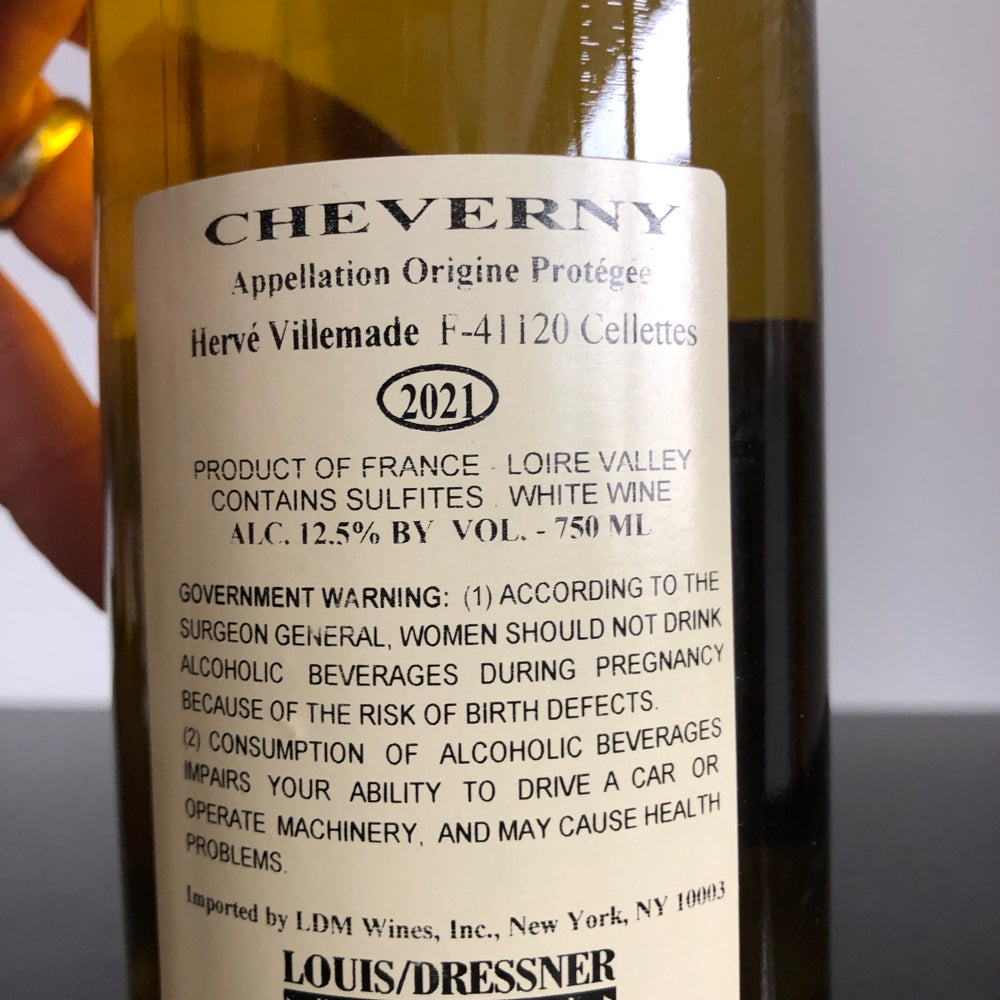 CHEVERNY
Appellation Origine Protégée
Hervé Villemade F-41120 Cellettes
2021
PRODUCT OF FRANCE - LOIRE VALLEY
CONTAINS SULFITES . WHITE WINE
ALC. 12.5% BY VOL. - 750 ML
GOVERNMENT WARNING: (1) ACCORDING TO THE
SURGEON GENERAL, WOMEN SHOULD NOT DRINK
ALCOHOLIC BEVERAGES DURING PREGNANCY
BECAUSE OF THE RISK OF BIRTH DEFECTS.
(2) CONSUMPTION OF ALCOHOLIC BEVERAGES
IMPAIRS YOUR ABILITY TO DRIVE A CAR OR
OPERATE MACHINERY, AND MAY CAUSE HEALTH
PROBLEMS.
Imported by LDM Wines, Inc., New York, NY 10003
LOUIS/DRESSNER